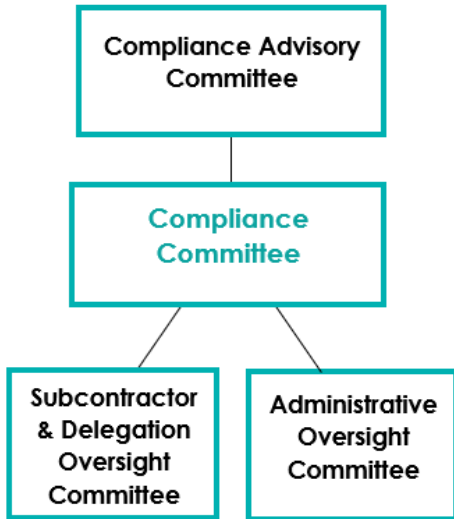 Compliance Advisory
Committee
Compliance
Committee
Subcontractor
& Delegation
Oversight
Committee
Administrative
Oversight
Committee